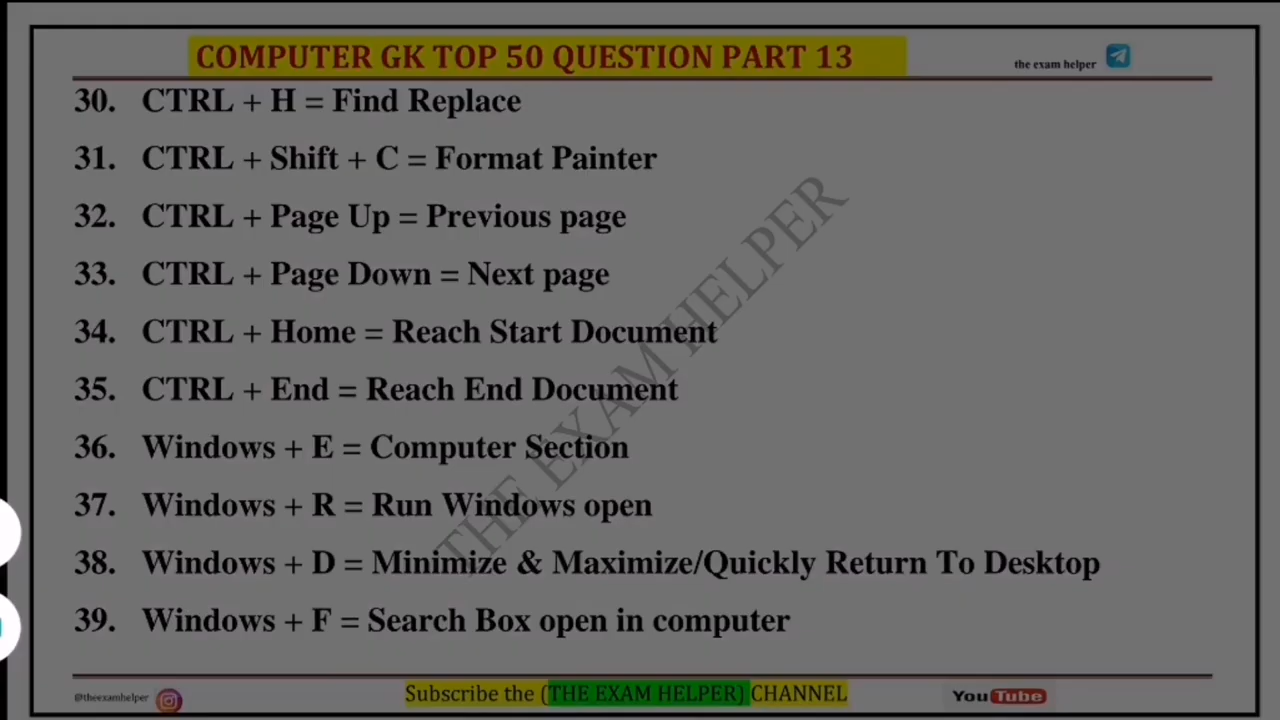 COMPUTER GK TOP 50 QUESTION PART 13
the exam helper
30. CTRL + H = Find Replace
31. CTRL + Shift + C = Format Painter
32. CTRL + Page Up = Previous page
33. CTRL + Page Down = Next page
34. CTRL + Home = Reach Start Document
35. CTRL + End = Reach End Document
36. Windows + E = Computer Section
37. Windows + R = Run Windows open
38. Windows + D = Minimize & Maximize/Quickly Return To Desktop
39. Windows + F = Search Box open in computer
THE EXAM HELPER
@theexamhelper
Subscribe the (THE EXAM HELPER) CHANNEL
YouTube